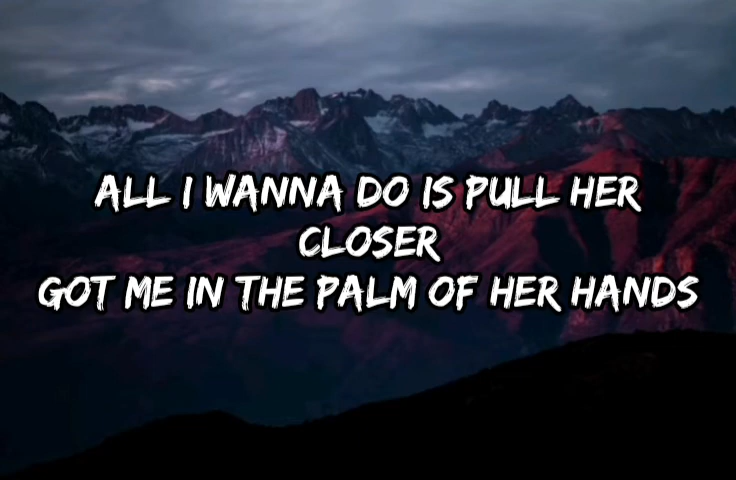 ALL I WANNA DO IS PULL HER
CLOSER
GOT ME IN THE PALM OF HER HANDS